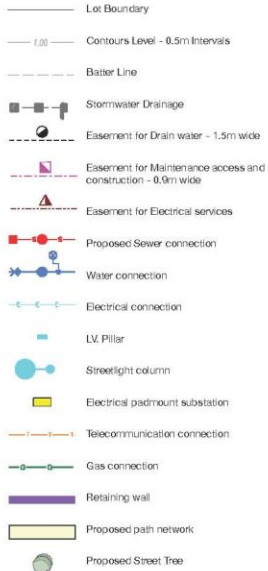 Lot Boundary
1.00 Contours Level - 0.5m Intervals
Batter Line
Stormwater Drainage
Easement for Drain water - 1.5m wide
Easement for Maintenance access and
construction - 0.9m wide
Easement for Electrical services
S S Proposed Sewer connection
Water connection
E E E Electrical connection
LV. Pillar
Streetlight column
Electrical padmount substation
T T T Telecommunication connection
G G Gas connection
Retaining wall
Proposed path network
Proposed Street Tree